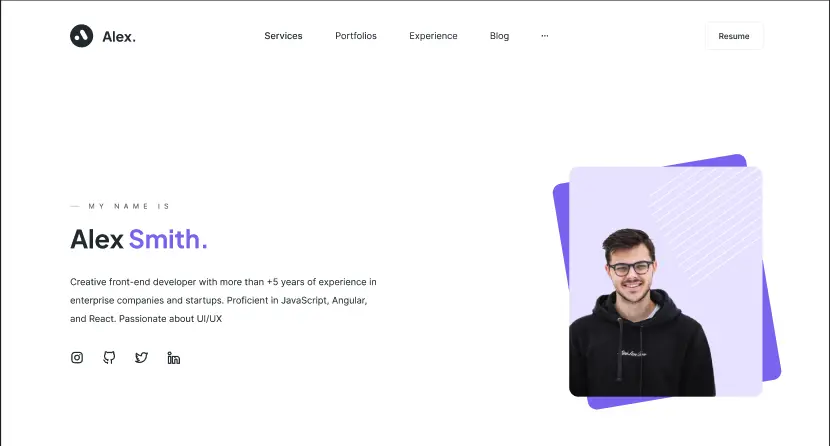 Alex.
Services
Portfolios
Experience
Blog
...
Resume
MY NAME IS
Alex Smith.
Creative front-end developer with more than +5 years of experience in
enterprise companies and startups. Proficient in JavaScript, Angular,
and React. Passionate about UI/UX